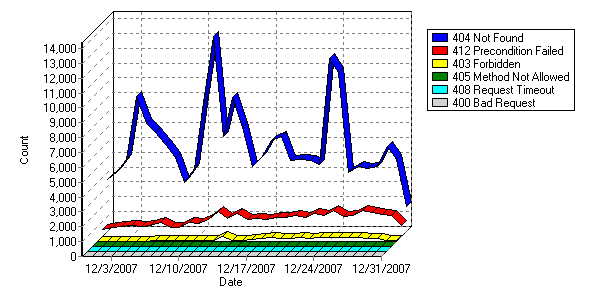 14,000
13,000
12,000
11,000
10,000
9,000
8,000
7,000
6,000
5,000
4,000
3,000
2,000
1,000
0
Count
12/3/2007 12/10/2007 12/17/2007 12/24/2007 12/31/2007
Date
404 Not Found
412 Precondition Failed
403 Forbidden
405 Method Not Allowed
408 Request Timeout
400 Bad Request